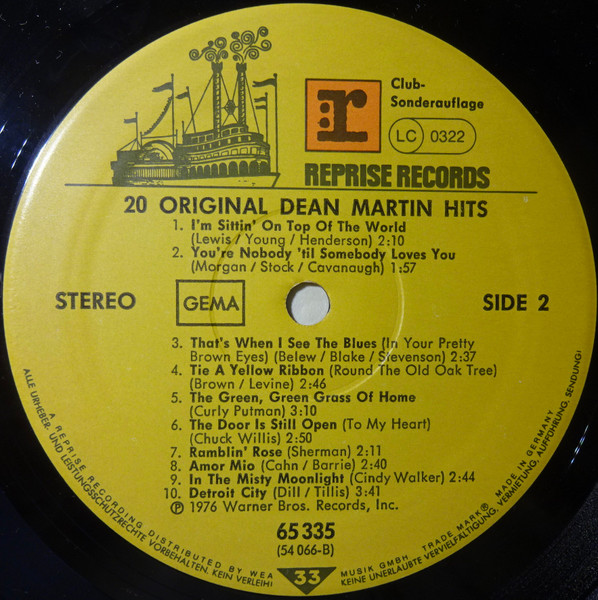 Club-
Sonderauflage
r
LC 0322
REPRISE RECORDS
20 ORIGINAL DEAN MARTIN HITS
1. I'm Sittin' On Top Of The World
(Lewis / Young / Henderson) 2:10
2. You're Nobody 'til Somebody Loves You
(Morgan / Stock / Cavanaugh) 1:57
STEREO
GEMA
SIDE 2
3. That's When I See The Blues (In Your Pretty
Brown Eyes) (Belew / Blake / Stevenson) 2:37
4. Tie A Yellow Ribbon (Round The Old Oak Tree)
(Brown / Levine) 2:46
5. The Green, Green Grass Of Home
(Curly Putman) 3:10
6. The Door Is Still Open (To My Heart)
(Chuck Willis) 2:50
7. Ramblin' Rose (Sherman) 2:11
8. Amor Mio (Cahn / Barrie) 2:40
9. In The Misty Moonlight (Cindy Walker) 2:44
10. Detroit City (Dill / Tillis) 3:41
Ⓟ 1976 Warner Bros. Records, Inc.
65 335
(54 066-B)
33
A REPRISE RECORDING DISTRIBUTED BY WEA MUSIK GMBH TRADE MARK® MADE IN GERMANY
ALLE URHEBER- UND LEISTUNGSSCHUTZRECHTE VORBEHALTEN. KEIN VERLEIH! KEINE UNERLAUBTE VERVIELFÄLTIGUNG, VERMIETUNG, AUFFÜHRUNG, SENDUNG!